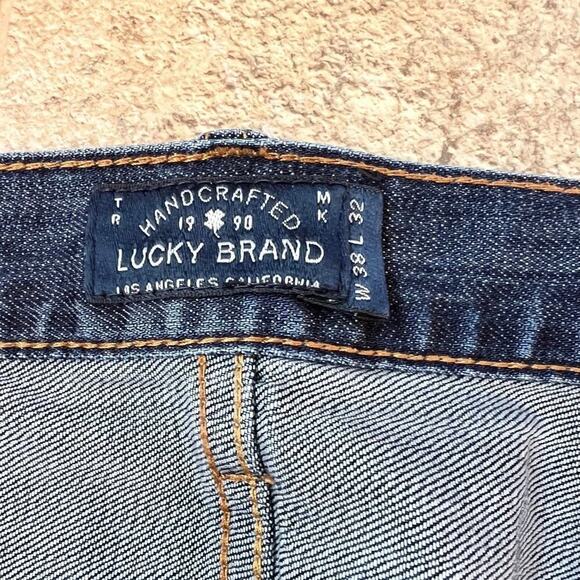 TR MK
HANDCRAFTED
19 90
LUCKY BRAND
LOS ANGELES CALIFORNIA
W 38 L 32